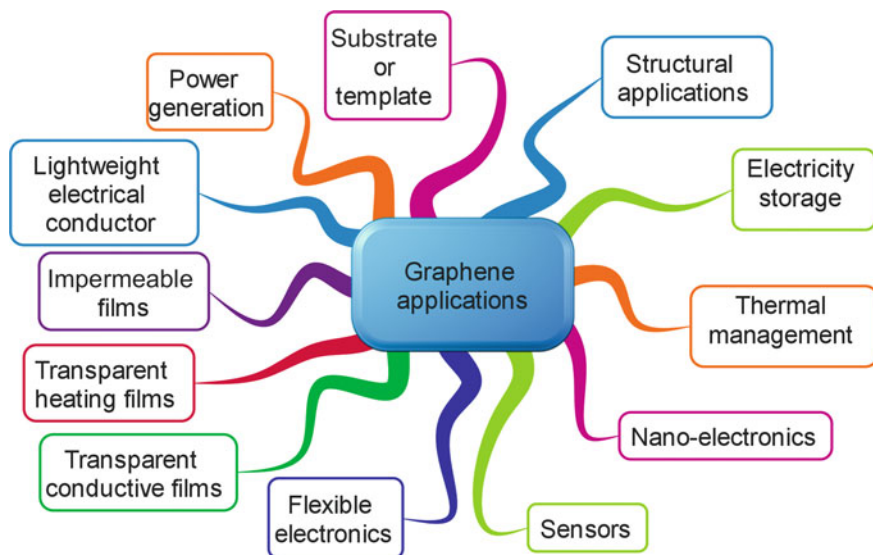 Substrate
or
template
Structural
applications
Power
generation
Lightweight
electrical
conductor
Electricity
storage
Graphene
applications
Impermeable
films
Thermal
management
Transparent
heating films
Nano-electronics
Transparent
conductive films
Flexible
electronics
Sensors